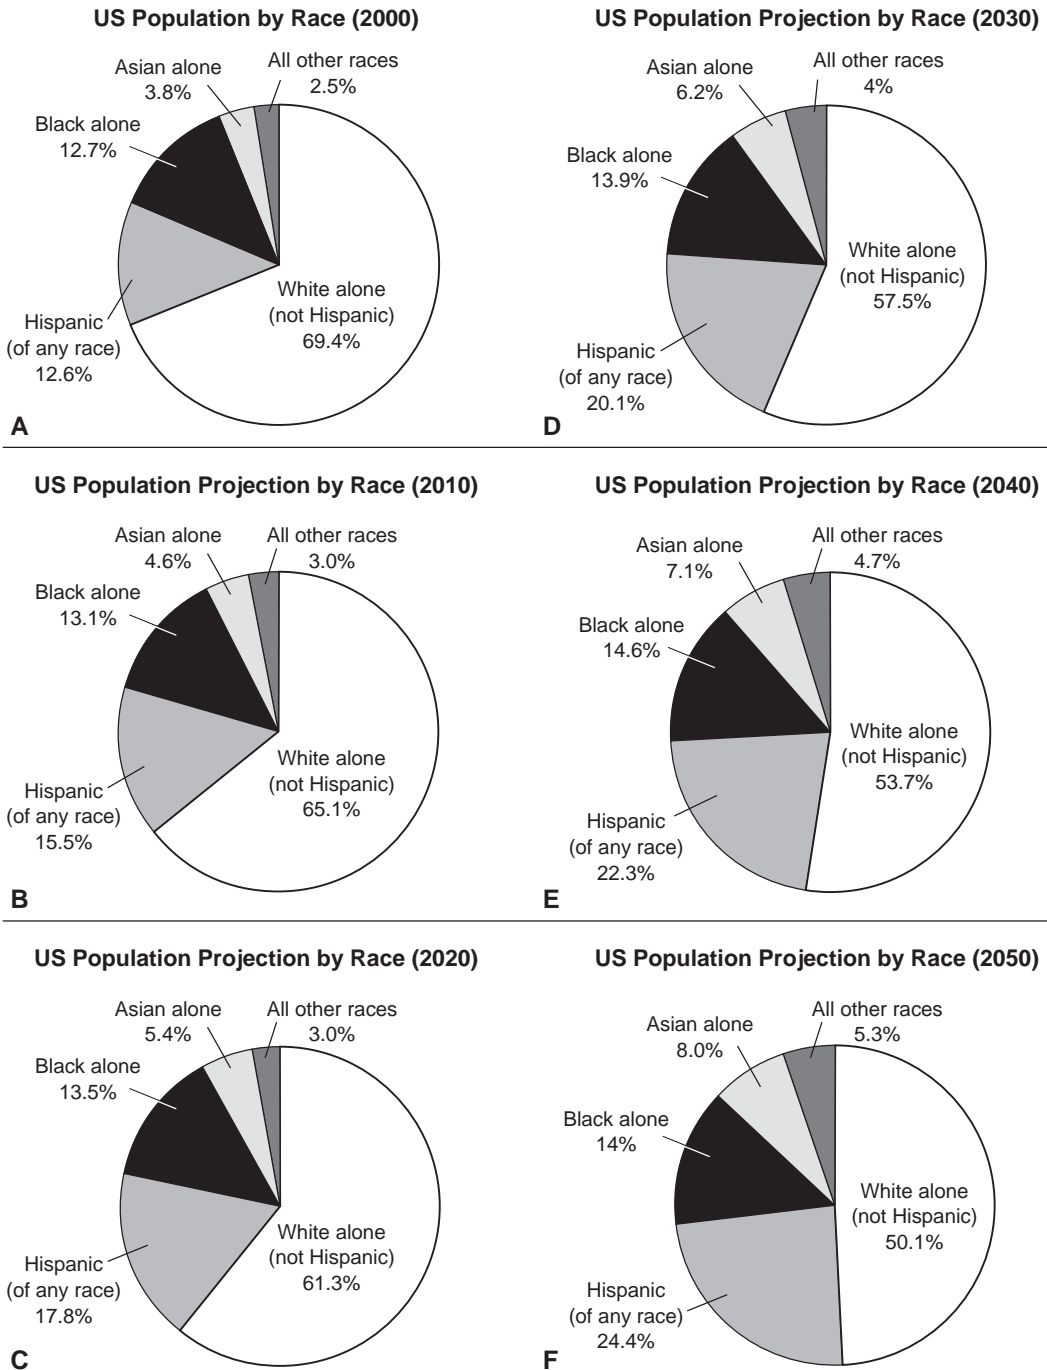 US Population by Race (2000)
Asian alone
3.8%
All other races
2.5%
Black alone
12.7%
White alone
(not Hispanic)
69.4%
Hispanic
(of any race)
12.6%
A
US Population Projection by Race (2030)
Asian alone
6.2%
All other races
4%
Black alone
13.9%
White alone
(not Hispanic)
57.5%
Hispanic
(of any race)
20.1%
D
US Population Projection by Race (2010)
Asian alone
4.6%
All other races
3.0%
Black alone
13.1%
White alone
(not Hispanic)
65.1%
Hispanic
(of any race)
15.5%
B
US Population Projection by Race (2040)
Asian alone
7.1%
All other races
4.7%
Black alone
14.6%
White alone
(not Hispanic)
53.7%
Hispanic
(of any race)
22.3%
E
US Population Projection by Race (2020)
Asian alone
5.4%
All other races
3.0%
Black alone
13.5%
White alone
(not Hispanic)
61.3%
Hispanic
(of any race)
17.8%
C
US Population Projection by Race (2050)
Asian alone
8.0%
All other races
5.3%
Black alone
14%
White alone
(not Hispanic)
50.1%
Hispanic
(of any race)
24.4%
F